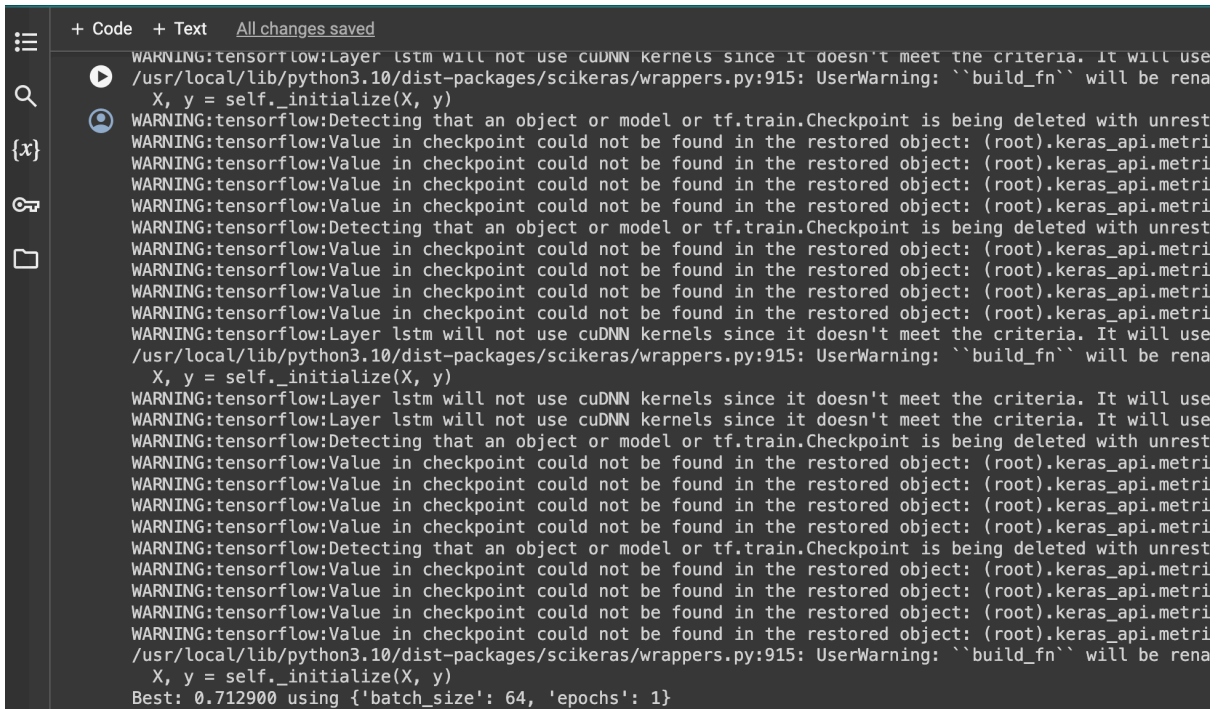 + Code + Text All changes saved
WARNING:tensorflow:Layer lstm will not use cuDNN kernels since it doesn't meet the criteria. It will use
/usr/local/lib/python3.10/dist-packages/scikeras/wrappers.py:915: UserWarning: ``build_fn`` will be rena
X, y = self._initialize(X, y)
WARNING:tensorflow:Detecting that an object or model or tf.train.Checkpoint is being deleted with unrest
{x} WARNING:tensorflow:Value in checkpoint could not be found in the restored object: (root).keras_api.metri
WARNING:tensorflow:Value in checkpoint could not be found in the restored object: (root).keras_api.metri
WARNING:tensorflow:Value in checkpoint could not be found in the restored object: (root).keras_api.metri
WARNING:tensorflow:Value in checkpoint could not be found in the restored object: (root).keras_api.metri
WARNING:tensorflow:Detecting that an object or model or tf.train.Checkpoint is being deleted with unrest
WARNING:tensorflow:Value in checkpoint could not be found in the restored object: (root).keras_api.metri
WARNING:tensorflow:Value in checkpoint could not be found in the restored object: (root).keras_api.metri
WARNING:tensorflow:Value in checkpoint could not be found in the restored object: (root).keras_api.metri
WARNING:tensorflow:Value in checkpoint could not be found in the restored object: (root).keras_api.metri
WARNING:tensorflow:Layer lstm will not use cuDNN kernels since it doesn't meet the criteria. It will use
/usr/local/lib/python3.10/dist-packages/scikeras/wrappers.py:915: UserWarning: ``build_fn`` will be rena
X, y = self._initialize(X, y)
WARNING:tensorflow:Layer lstm will not use cuDNN kernels since it doesn't meet the criteria. It will use
WARNING:tensorflow:Layer lstm will not use cuDNN kernels since it doesn't meet the criteria. It will use
WARNING:tensorflow:Detecting that an object or model or tf.train.Checkpoint is being deleted with unrest
WARNING:tensorflow:Value in checkpoint could not be found in the restored object: (root).keras_api.metri
WARNING:tensorflow:Value in checkpoint could not be found in the restored object: (root).keras_api.metri
WARNING:tensorflow:Value in checkpoint could not be found in the restored object: (root).keras_api.metri
WARNING:tensorflow:Value in checkpoint could not be found in the restored object: (root).keras_api.metri
WARNING:tensorflow:Detecting that an object or model or tf.train.Checkpoint is being deleted with unrest
WARNING:tensorflow:Value in checkpoint could not be found in the restored object: (root).keras_api.metri
WARNING:tensorflow:Value in checkpoint could not be found in the restored object: (root).keras_api.metri
WARNING:tensorflow:Value in checkpoint could not be found in the restored object: (root).keras_api.metri
WARNING:tensorflow:Value in checkpoint could not be found in the restored object: (root).keras_api.metri
/usr/local/lib/python3.10/dist-packages/scikeras/wrappers.py:915: UserWarning: ``build_fn`` will be rena
X, y = self._initialize(X, y)
Best: 0.712900 using {'batch_size': 64, 'epochs': 1}